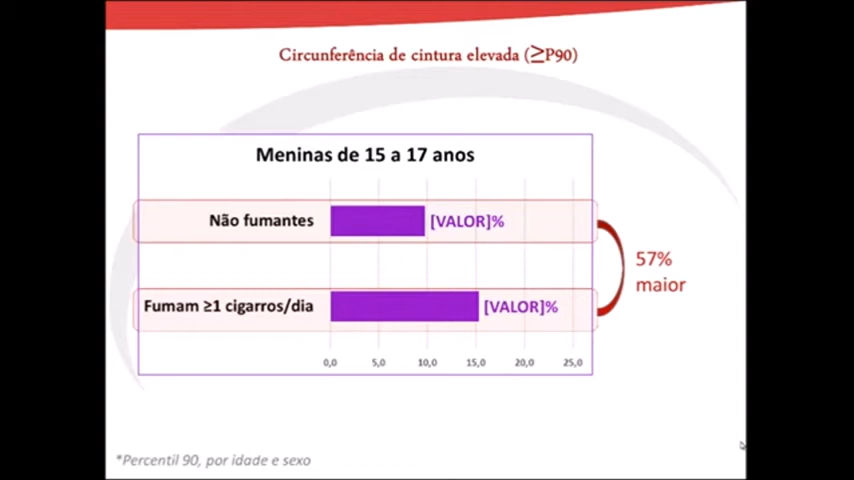 Circunferência de cintura elevada (≥P90)
Meninas de 15 a 17 anos
Não fumantes
[VALOR]%
Fumam ≥1 cigarros/dia
[VALOR]%
57%
maior
0,0 5,0 10,0 15,0 20,0 25,0
*Percentil 90, por idade e sexo